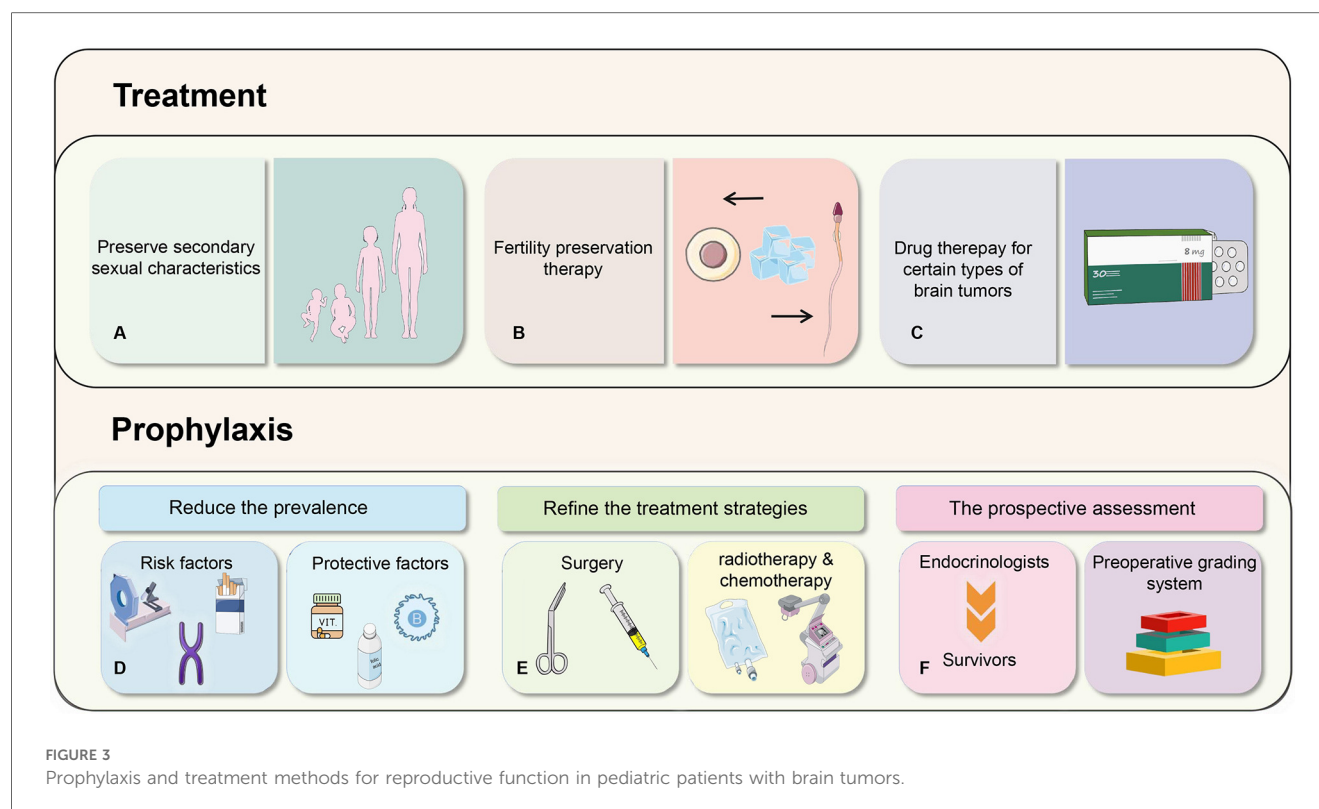 Treatment
Preserve secondary
sexual characteristics
A
Fertility preservation
therapy
B
Drug therepay for
certain types of
brain tumors
C
8 mg
30
Prophylaxis
Reduce the prevalence
Risk factors
D
Protective factors
VIT.
B
folic
acid
Refine the treatment strategies
Surgery
E
radiotherapy &
chemotherapy
The prospective assessment
Endocrinologists
Survivors
F
Preoperative grading
system
FIGURE 3
Prophylaxis and treatment methods for reproductive function in pediatric patients with brain tumors.